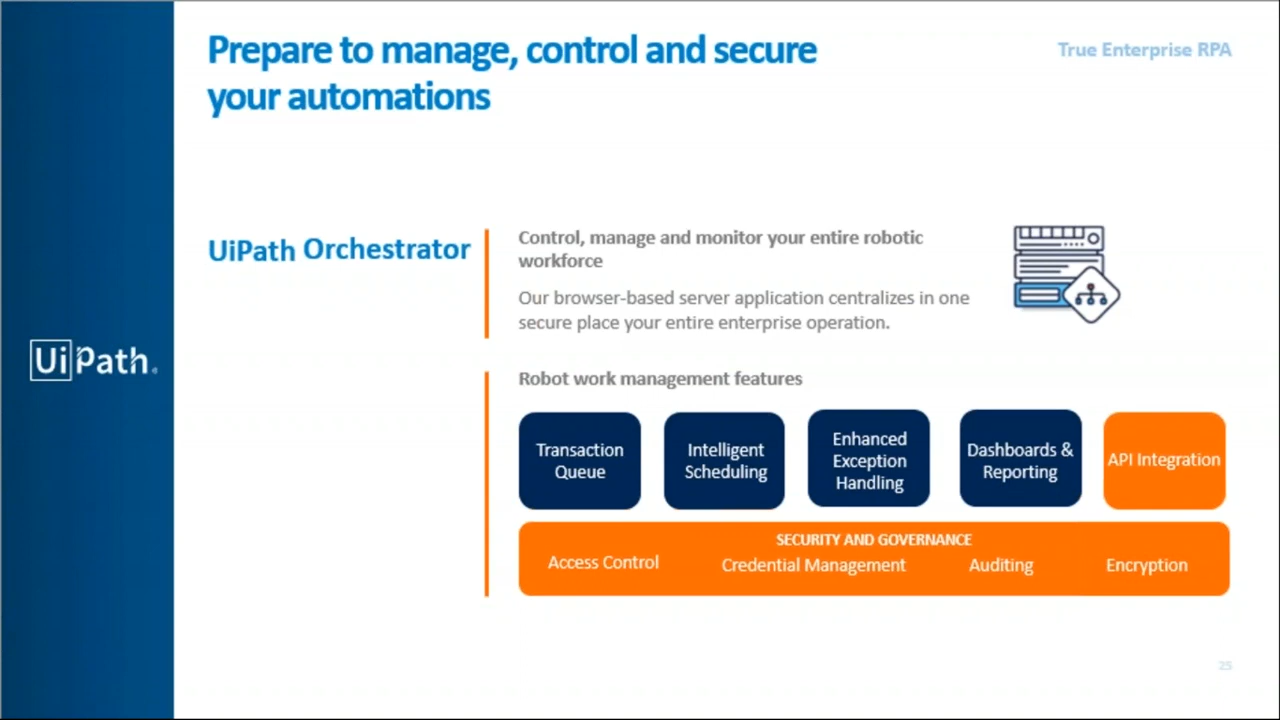 Prepare to manage, control and secure
your automations
True Enterprise RPA
UiPath Orchestrator
Control, manage and monitor your entire robotic
workforce
Our browser-based server application centralizes in one
secure place your entire enterprise operation.
UiPath
Robot work management features
Transaction
Queue
Intelligent
Scheduling
Enhanced
Exception
Handling
Dashboards &
Reporting
API Integration
SECURITY AND GOVERNANCE
Access Control
Credential Management
Auditing
Encryption
25